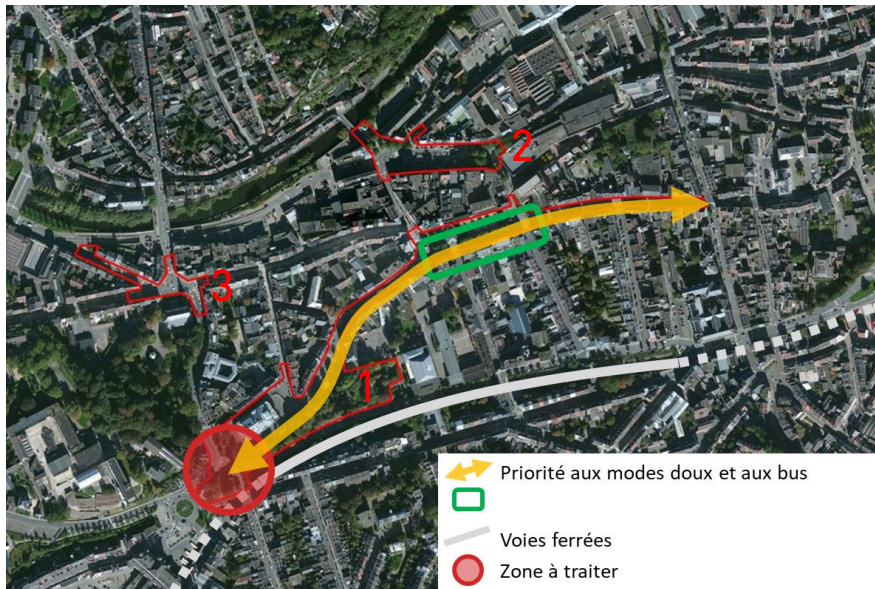 2
3
1
Priorité aux modes doux et aux bus
Voies ferrées
Zone à traiter